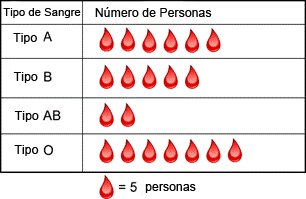 Tipo de Sangre Número de Personas
Tipo A
Tipo B
Tipo AB
Tipo O
= 5 personas